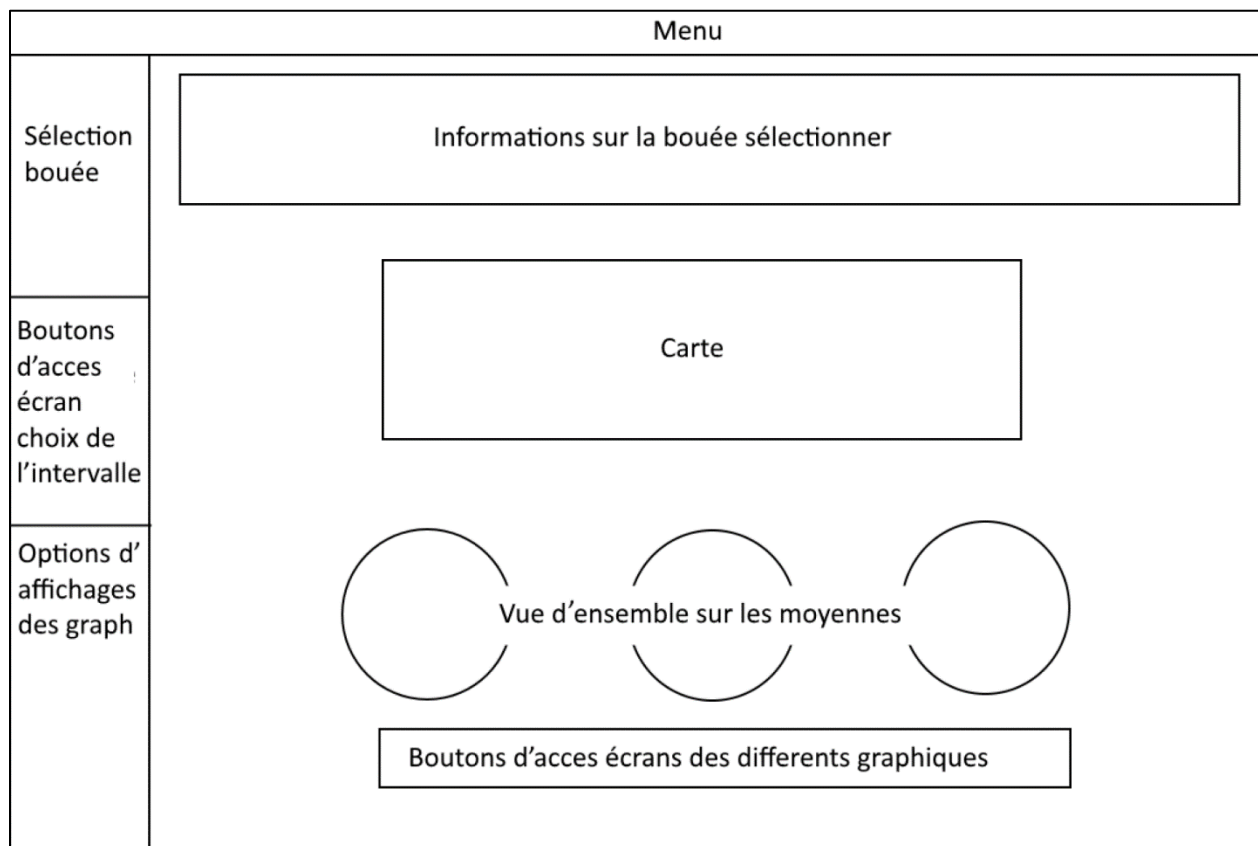 Menu
Sélection
bouée
Informations sur la bouée sélectionner
Boutons
d’acces
écran
choix de
l’intervalle
Carte
Options d’
affichages
des graph
Vue d’ensemble sur les moyennes
Boutons d’acces écrans des differents graphiques